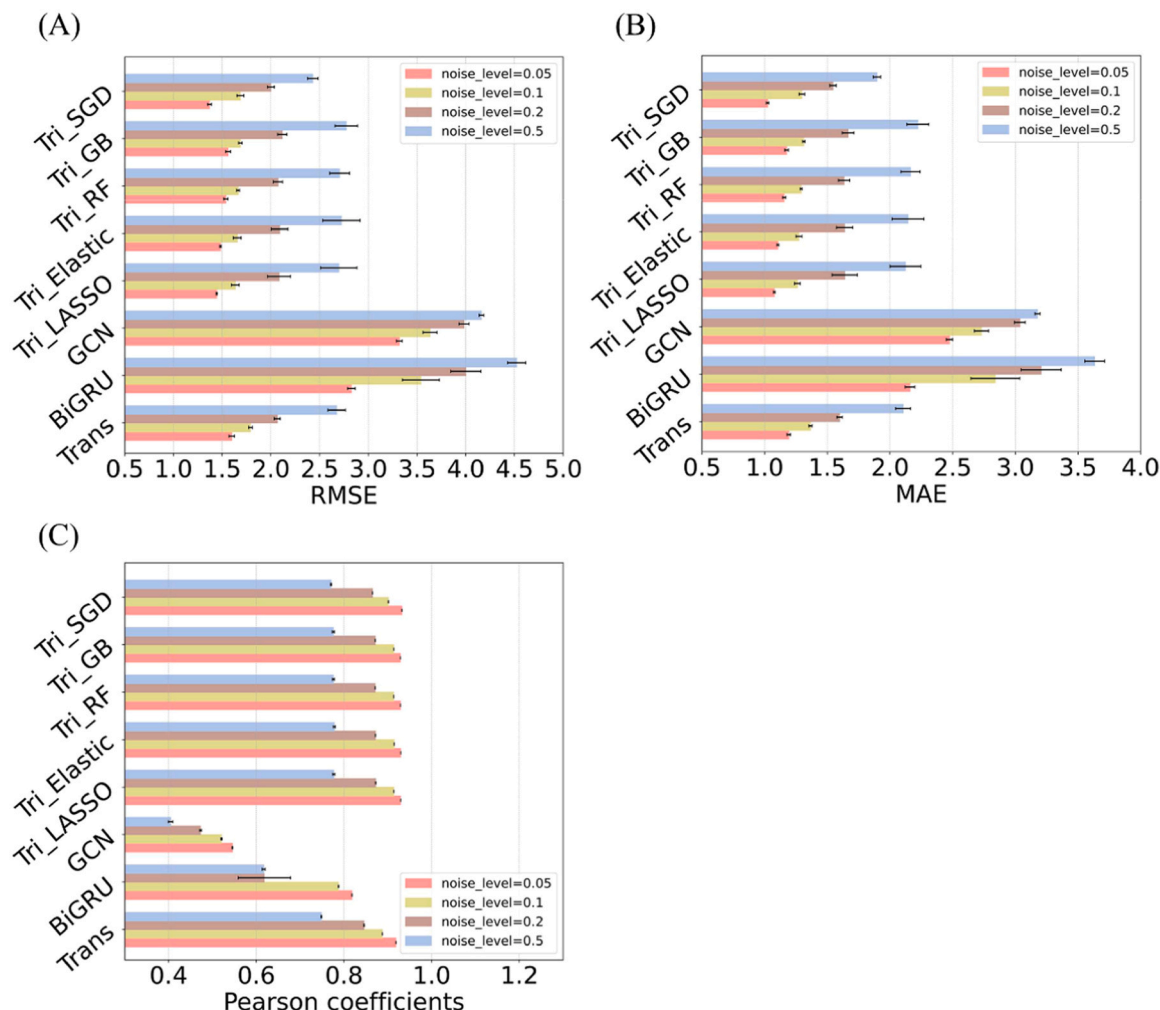 (A)
noise_level=0.05
noise_level=0.1
noise_level=0.2
noise_level=0.5
Tri_SGD
Tri_GB
Tri_RF
Tri_Elastic
Tri_LASSO
GCN
BiGRU
Trans
0.5 1.0 1.5 2.0 2.5 3.0 3.5 4.0 4.5 5.0
RMSE
(B)
noise_level=0.05
noise_level=0.1
noise_level=0.2
noise_level=0.5
Tri_SGD
Tri_GB
Tri_RF
Tri_Elastic
Tri_LASSO
GCN
BiGRU
Trans
0.5 1.0 1.5 2.0 2.5 3.0 3.5 4.0
MAE
(C)
Tri_SGD
Tri_GB
Tri_RF
Tri_Elastic
Tri_LASSO
GCN
BiGRU
Trans
noise_level=0.05
noise_level=0.1
noise_level=0.2
noise_level=0.5
0.4 0.6 0.8 1.0 1.2
Pearson coefficients